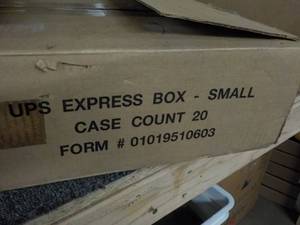 UPS EXPRESS BOX - SMALL
CASE COUNT 20
FORM # 01019510603